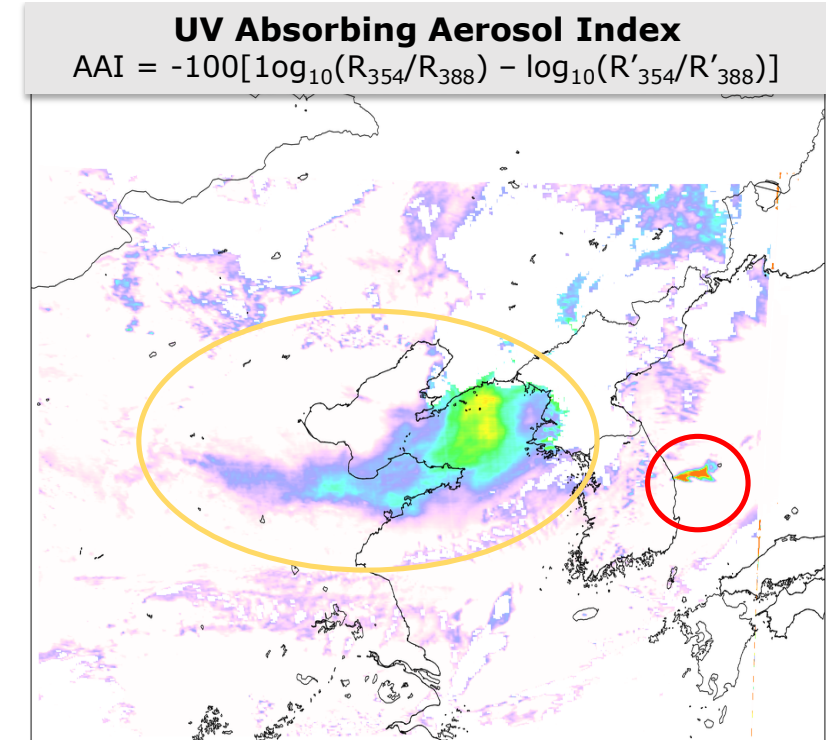 UV Absorbing Aerosol Index
AAI = -100[1og₁₀(R₃₅₄/R₃₈₈) – log₁₀(R’₃₅₄/R’₃₈₈)]